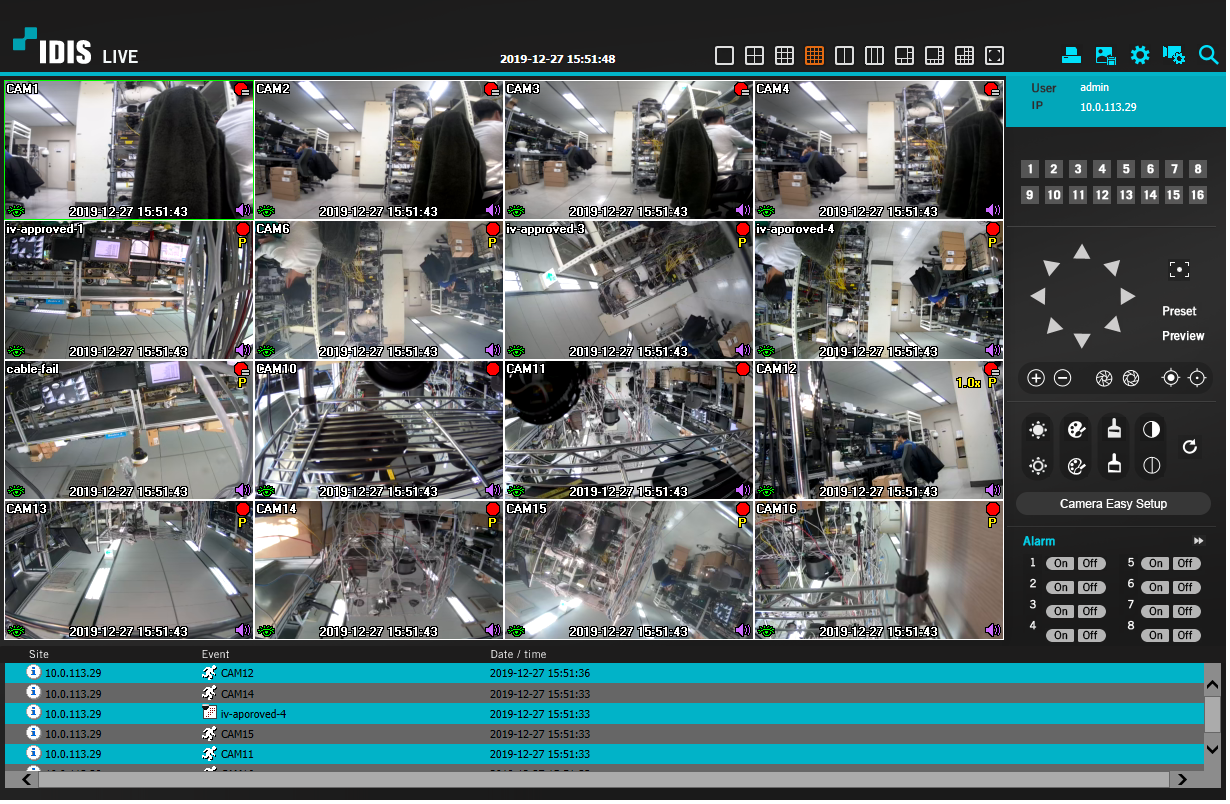 IDIS LIVE
2019-12-27 15:51:48
User admin
IP 10.0.113.29
CAM1 CAM2 CAM3 CAM4
2019-12-27 15:51:43 2019-12-27 15:51:43 2019-12-27 15:51:43 2019-12-27 15:51:43
1 2 3 4 5 6 7 8
9 10 11 12 13 14 15 16
iv-approved-1 CAM6 iv-approved-3 iv-aporoved-4
P P P P
2019-12-27 15:51:43 2019-12-27 15:51:43 2019-12-27 15:51:43 2019-12-27 15:51:43
Preset
Preview
cable-fail CAM10 CAM11 CAM12
P 1.0x P
2019-12-27 15:51:43 2019-12-27 15:51:43 2019-12-27 15:51:43 2019-12-27 15:51:43
Camera Easy Setup
CAM13 CAM14 CAM15 CAM16
P P P P
2019-12-27 15:51:43 2019-12-27 15:51:43 2019-12-27 15:51:43 2019-12-27 15:51:43
Alarm
1 On Off 5 On Off
2 On Off 6 On Off
3 On Off 7 On Off
4 On Off 8 On Off
Site Event Date / time
10.0.113.29 CAM12 2019-12-27 15:51:36
10.0.113.29 CAM14 2019-12-27 15:51:33
10.0.113.29 iv-aporoved-4 2019-12-27 15:51:33
10.0.113.29 CAM15 2019-12-27 15:51:33
10.0.113.29 CAM11 2019-12-27 15:51:33